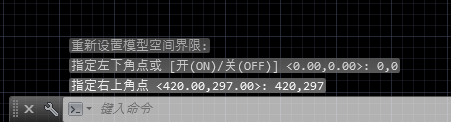 重新设置模型空间界限:
指定左下角点或 [开(ON)/关(OFF)] <0.00,0.00>: 0,0
指定右上角点 <420.00,297.00>: 420,297
键入命令